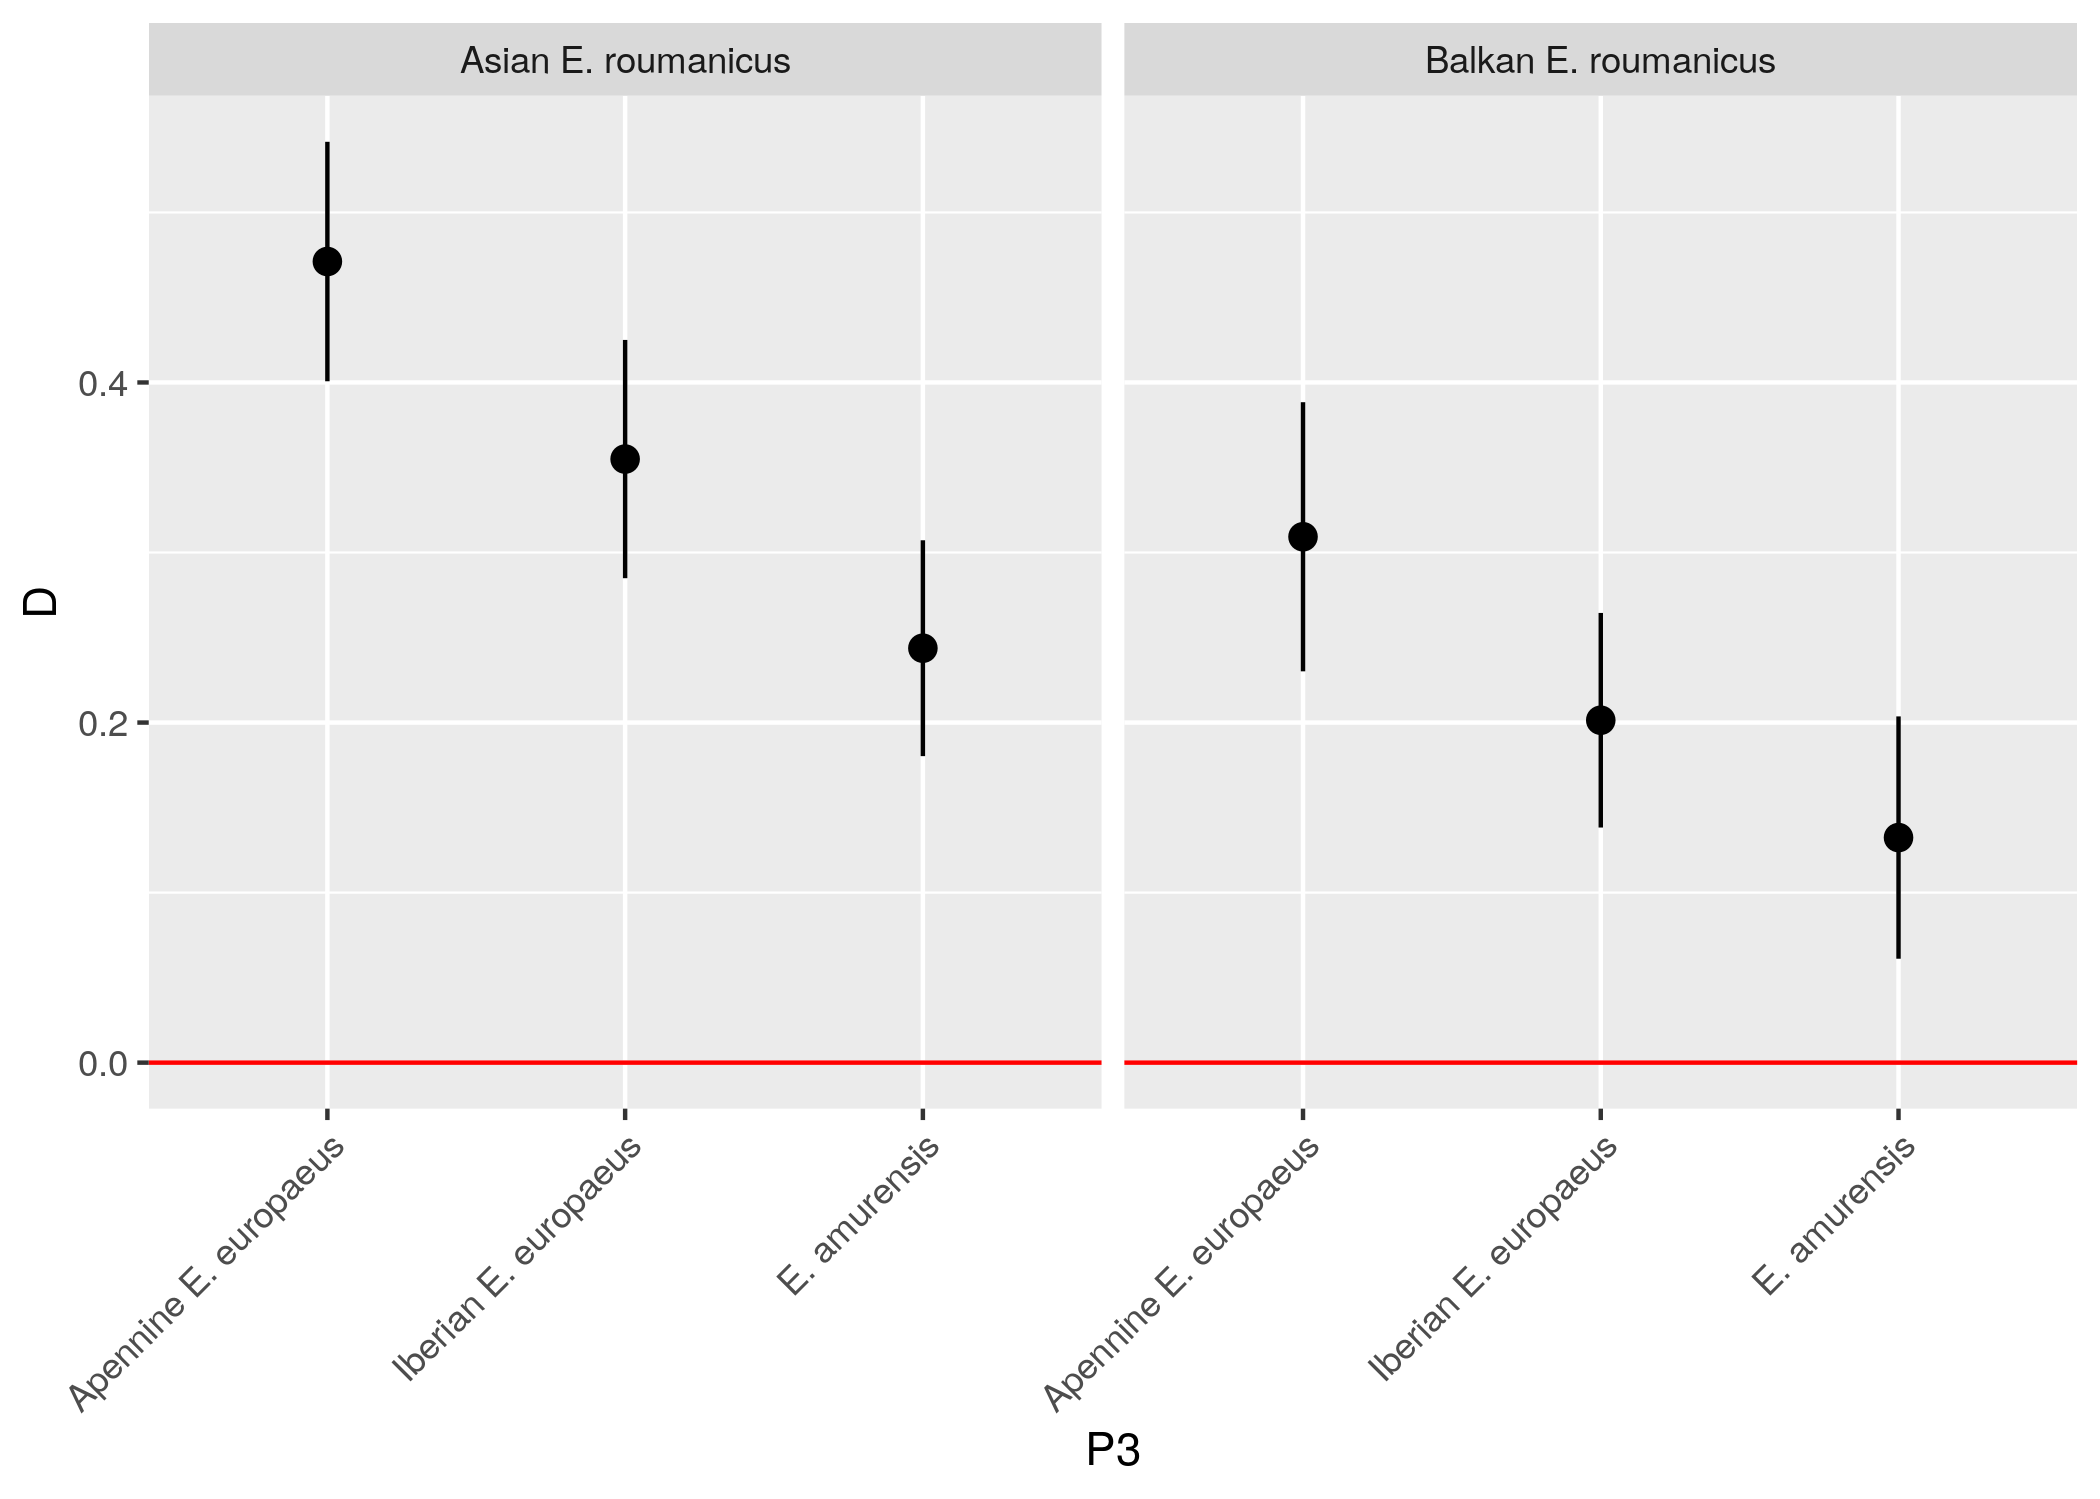 Asian E. roumanicus
Balkan E. roumanicus
D
0.4
0.2
0.0
Apennine E. europaeus
Iberian E. europaeus
E. amurensis
Apennine E. europaeus
Iberian E. europaeus
E. amurensis
P3